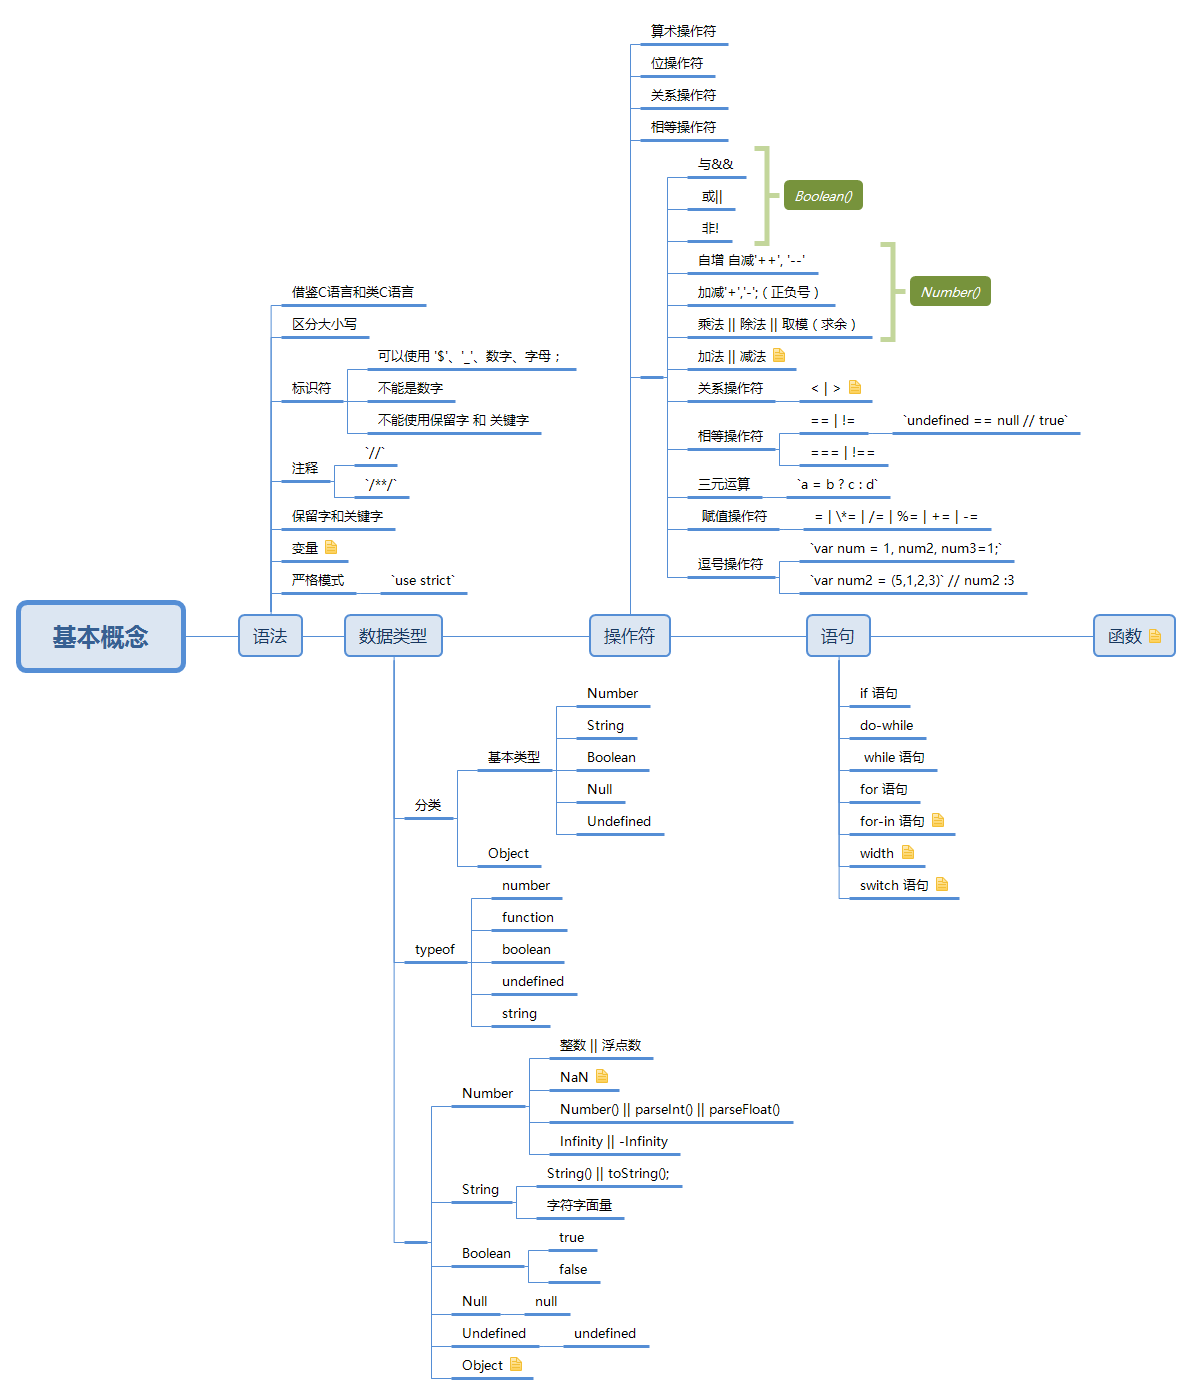 基本概念
语法
借鉴C语言和类C语言
区分大小写
标识符
可以使用 '$'、'_'、数字、字母；
不能是数字
不能使用保留字 和 关键字
注释
`//`
`/**/`
保留字和关键字
变量
严格模式
`use strict`
数据类型
分类
基本类型
Number
String
Boolean
Null
Undefined
Object
typeof
number
function
boolean
undefined
string
Number
整数 || 浮点数
NaN
Number() || parseInt() || parseFloat()
Infinity || -Infinity
String
String() || toString();
字符字面量
Boolean
true
false
Null
null
Undefined
undefined
Object
操作符
算术操作符
位操作符
关系操作符
相等操作符
与&&
或||
非!
Boolean()
自增 自减'++', '--'
加减'+','-';（正负号）
乘法 || 除法 || 取模（求余）
Number()
加法 || 减法
关系操作符
< | >
相等操作符
== | !=
`undefined == null // true`
=== | !==
三元运算
`a = b ? c : d`
赋值操作符
= | \*= | /= | %= | += | -=
逗号操作符
`var num = 1, num2, num3=1;`
`var num2 = (5,1,2,3)` // num2 :3
语句
if 语句
do-while
while 语句
for 语句
for-in 语句
width
switch 语句
函数